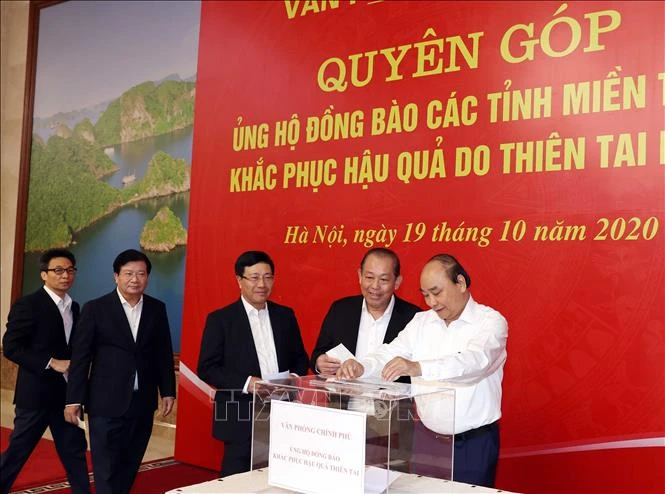 QUYÊN GÓP
ỦNG HỘ ĐỒNG BÀO CÁC TỈNH MIỀN
KHẮC PHỤC HẬU QUẢ DO THIÊN TAI
Hà Nội, ngày 19 tháng 10 năm 2020
VĂN PHÒNG CHÍNH PHỦ
ỦNG HỘ ĐỒNG BÀO
KHẮC PHỤC HẬU QUẢ THIÊN TAI